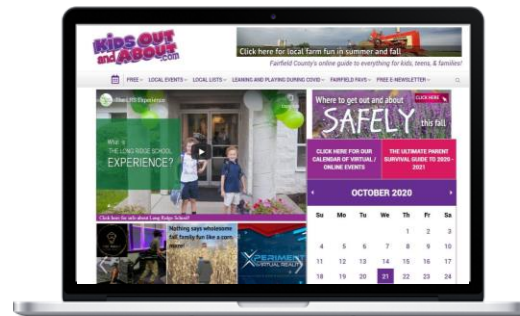 KIDS OUT
and ABOUT.com
Click here for local farm fun in summer and fall!
Fairfield County's online guide to everything for kids, teens, & families!
FREE LOCAL EVENTS LOCAL LISTS LEANING AND PLAYING DURING COVID FAIRFIELD FAVS FREE E-NEWSLETTER
What is
THE LONG RIDGE SCHOOL
EXPERIENCE?
Click here for info about Long Ridge School!
Where to get out and about
CLICK HERE
SAFELY this fall
CLICK HERE FOR OUR
CALENDAR OF VIRTUAL /
ONLINE EVENTS
THE ULTIMATE PARENT
SURVIVAL GUIDE TO 2020 -
2021
OCTOBER 2020
Su Mo Tu We Th Fr Sa
1 2 3
4 5 6 7 8 9 10
11 12 13 14 15 16 17
18 19 20 21 22 23 24
Nothing says wholesome
fall family fun like a corn
maze!
XPERIMENT
VIRTUAL REALITY